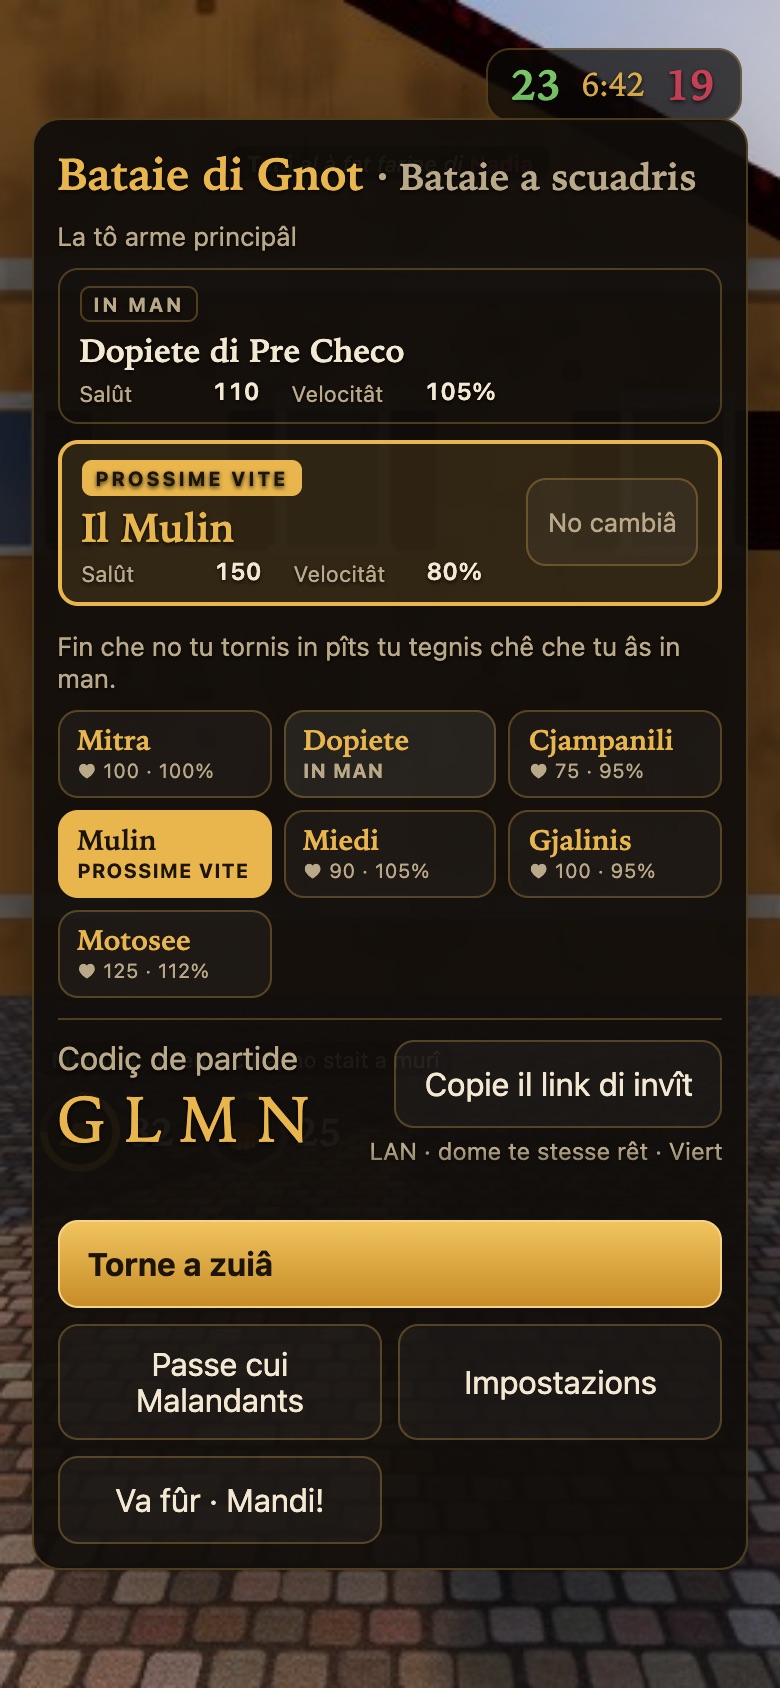 23 6:42 19
Bataie di Gnot · Bataie a scuadris
La tô arme principâl
IN MAN
Dopiete di Pre Checo
Salût 110 Velocitât 105%
PROSSIME VITE
Il Mulin
No cambiâ
Salût 150 Velocitât 80%
Fin che no tu tornis in pîts tu tegnis chê che tu âs in
man.
Mitra
100 · 100%
Dopiete
IN MAN
Cjampanili
75 · 95%
Mulin
PROSSIME VITE
Miedi
90 · 105%
Gjalinis
100 · 95%
Motosee
125 · 112%
Codiç de partide
GLMN
Copie il link di invît
LAN · dome te stesse rêt · Viert
Torne a zuiâ
Passe cui
Malandants
Impostazions
Va fûr · Mandi!